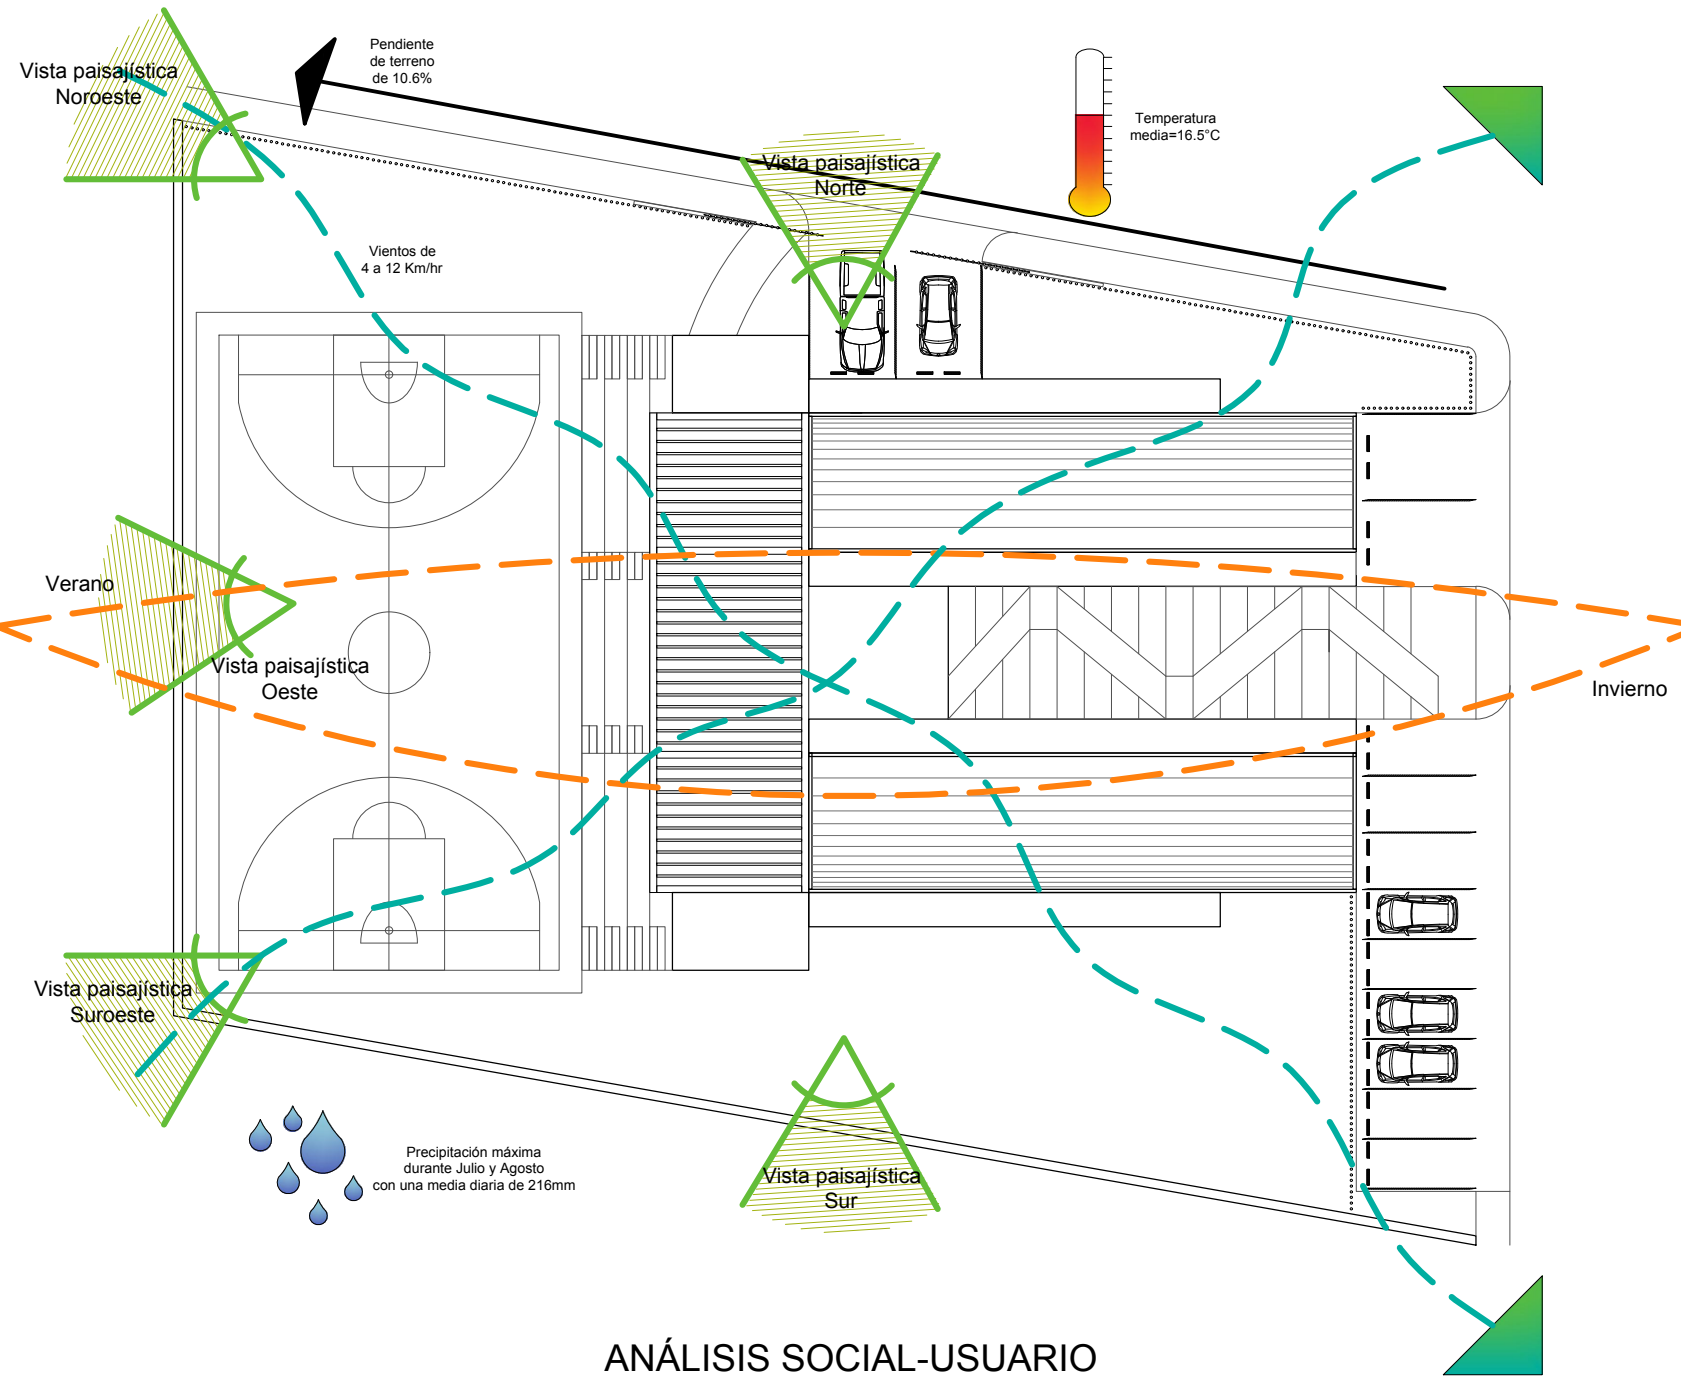 Pendiente
de terreno
de 10.6%
Vista paisajística
Noroeste
Temperatura
media=16.5°C
Vista paisajística
Norte
Vientos de
4 a 12 Km/hr
Verano
Vista paisajística
Oeste
Invierno
Vista paisajística
Suroeste
Precipitación máxima
durante Julio y Agosto
con una media diaria de 216mm
Vista paisajística
Sur
ANÁLISIS SOCIAL-USUARIO